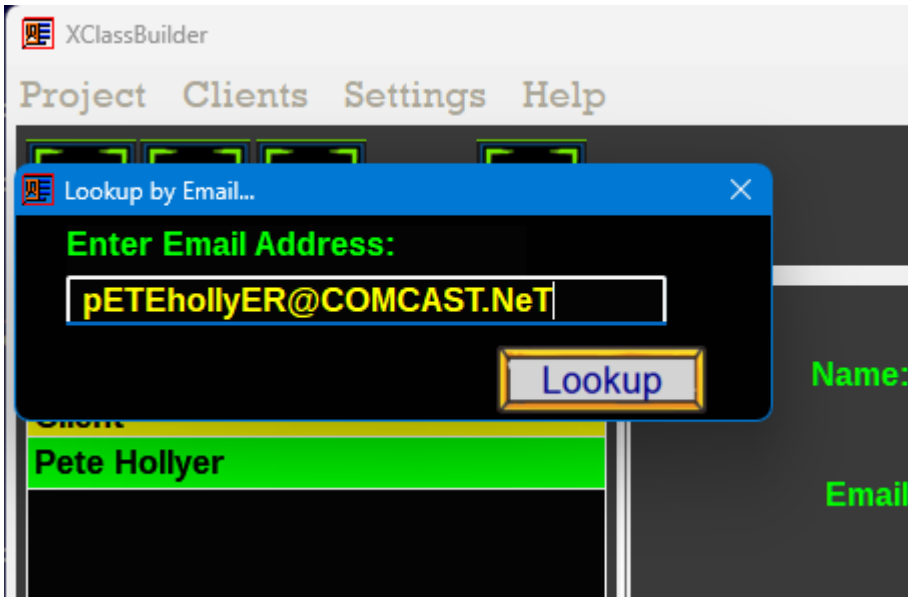 XClassBuilder
Project Clients Settings Help
Lookup by Email...
Enter Email Address:
pETEhollyER@COMCAST.NeT
Lookup
Name:
Client
Pete Hollyer
Email